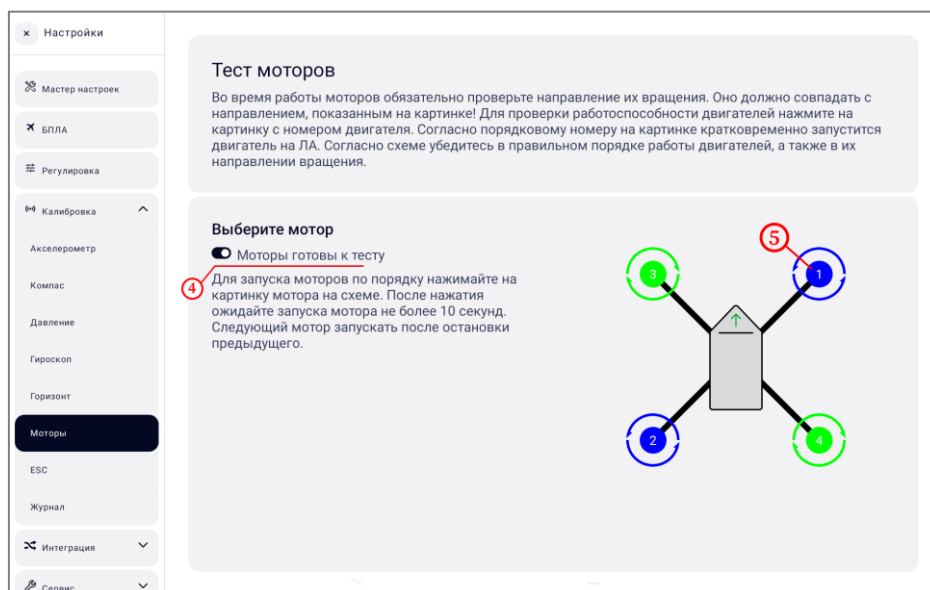 × Настройки
Мастер настроек
БПЛА
Регулировка
Калибровка
Акселерометр
Компас
Давление
Гироскоп
Горизонт
Моторы
ESC
Журнал
Интеграция
Сервис
Тест моторов
Во время работы моторов обязательно проверьте направление их вращения. Оно должно совпадать с
направлением, показанным на картинке! Для проверки работоспособности двигателей нажмите на
картинку с номером двигателя. Согласно порядковому номеру на картинке кратковременно запустится
двигатель на ЛА. Согласно схеме убедитесь в правильном порядке работы двигателей, а также в их
направлении вращения.
Выберите мотор
Моторы готовы к тесту
4
Для запуска моторов по порядку нажимайте на
картинку мотора на схеме. После нажатия
ожидайте запуска мотора не более 10 секунд.
Следующий мотор запускать после остановки
предыдущего.
5
3
1
2
4